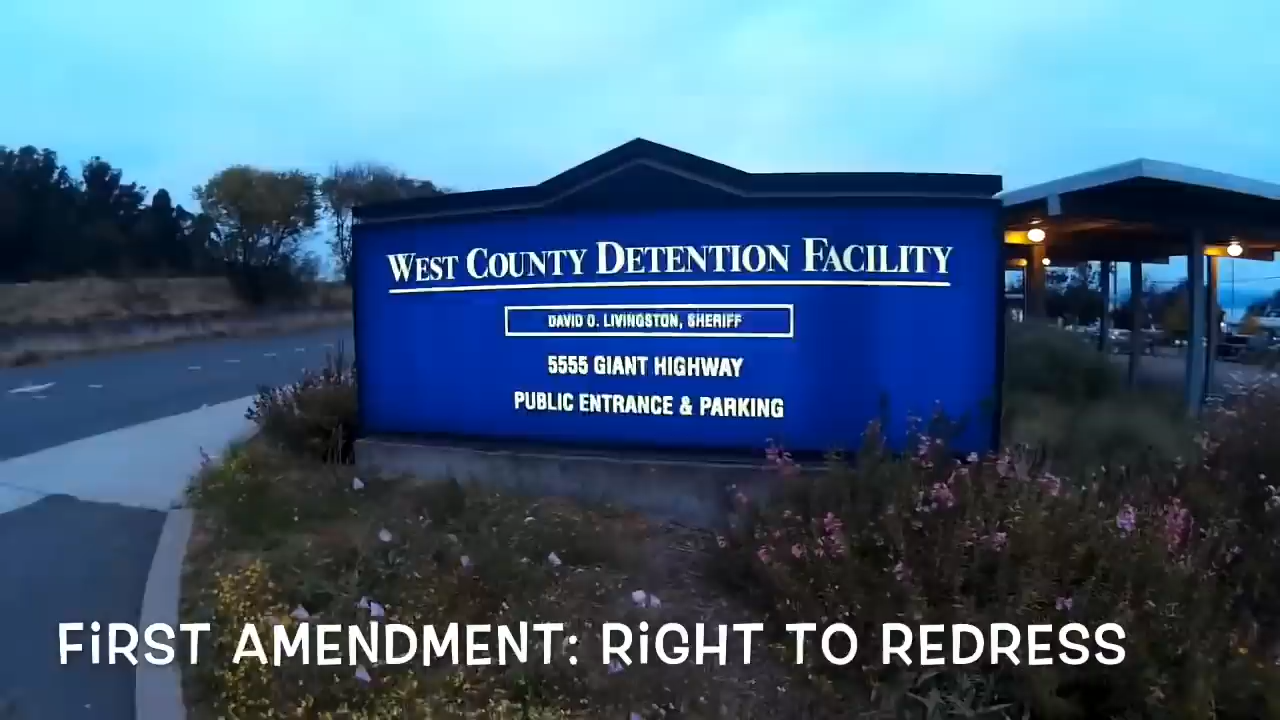 WEST COUNTY DETENTION FACILITY
DAVID O. LIVINGSTON, SHERIFF
5555 GIANT HIGHWAY
PUBLIC ENTRANCE & PARKING
FiRST AMENDMENT: RiGHT TO REDRESS